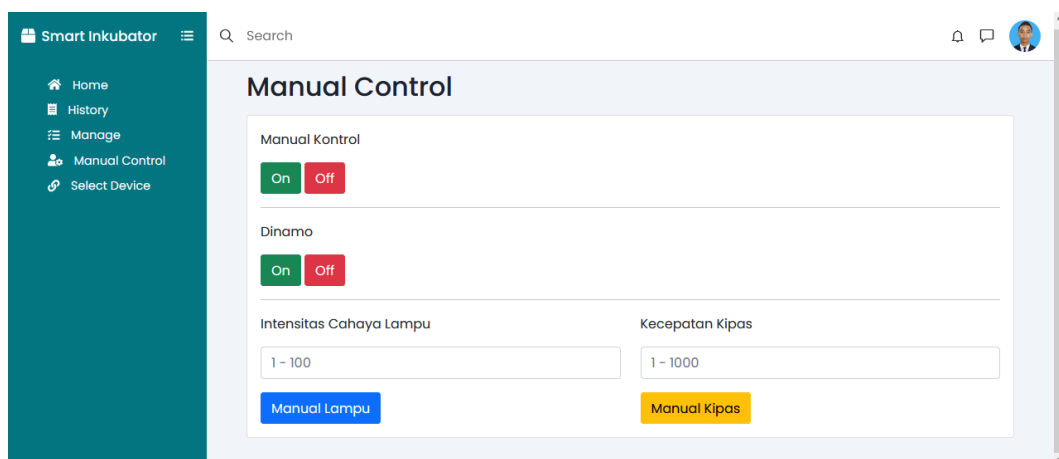 Smart Inkubator
Search
Home
History
Manage
Manual Control
Select Device
Manual Control
Manual Kontrol
On Off
Dinamo
On Off
Intensitas Cahaya Lampu
1 - 100
Manual Lampu
Kecepatan Kipas
1 - 1000
Manual Kipas